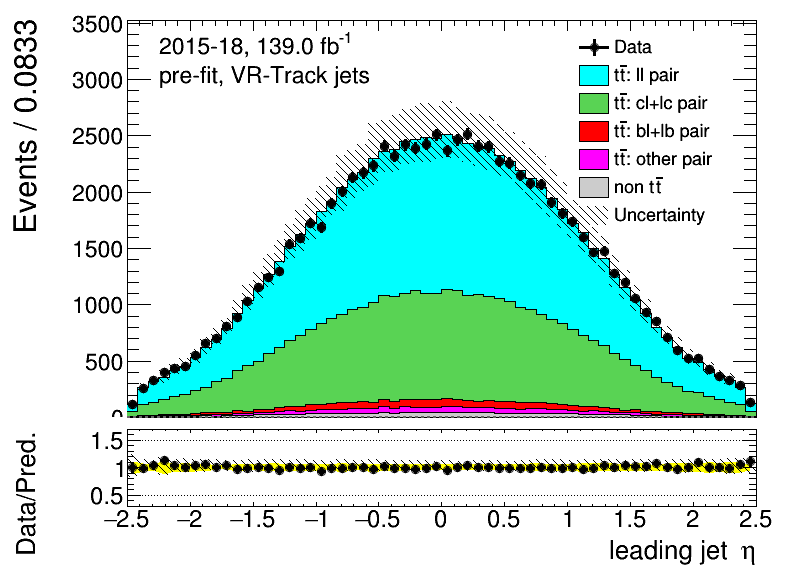 3500
3000
2500
2000
1500
1000
500
0
Events / 0.0833
2015-18, 139.0 fb⁻¹
pre-fit, VR-Track jets
Data
tt̄: ll pair
tt̄: cl+lc pair
tt̄: bl+lb pair
tt̄: other pair
non tt̄
Uncertainty
1.5
1
0.5
Data/Pred.
−2.5 −2 −1.5 −1 −0.5 0 0.5 1 1.5 2 2.5
leading jet η